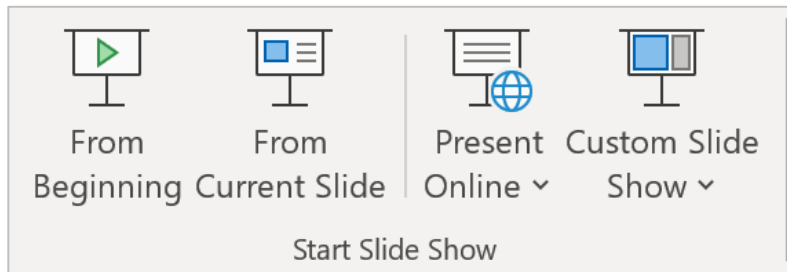 From Beginning
From Current Slide
Present Online
Custom Slide Show
Start Slide Show